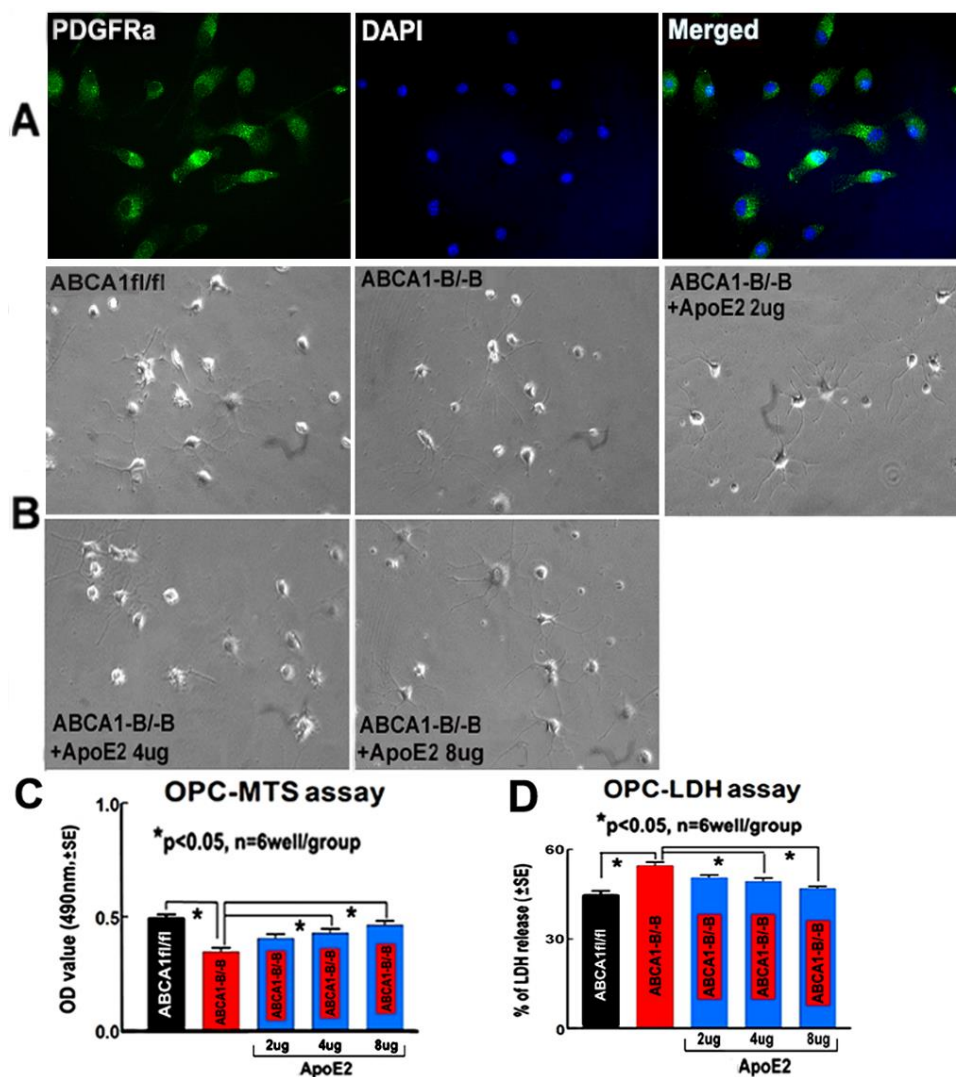 PDGFRa
DAPI
Merged
A
ABCA1fl/fl
ABCA1-B/-B
ABCA1-B/-B
+ApoE2 2ug
B
ABCA1-B/-B
+ApoE2 4ug
ABCA1-B/-B
+ApoE2 8ug
C
OPC-MTS assay
*p<0.05, n=6well/group
OD value (490nm,±SE)
1.0
0.5
0.0
*
*
*
ABCA1fl/fl
ABCA1-B/-B
ABCA1-B/-B
ABCA1-B/-B
ABCA1-B/-B
2ug
4ug
8ug
ApoE2
D
OPC-LDH assay
*p<0.05, n=6well/group
% of LDH release (±SE)
60
30
0
*
*
*
ABCA1fl/fl
ABCA1-B/-B
ABCA1-B/-B
ABCA1-B/-B
ABCA1-B/-B
2ug
4ug
8ug
ApoE2